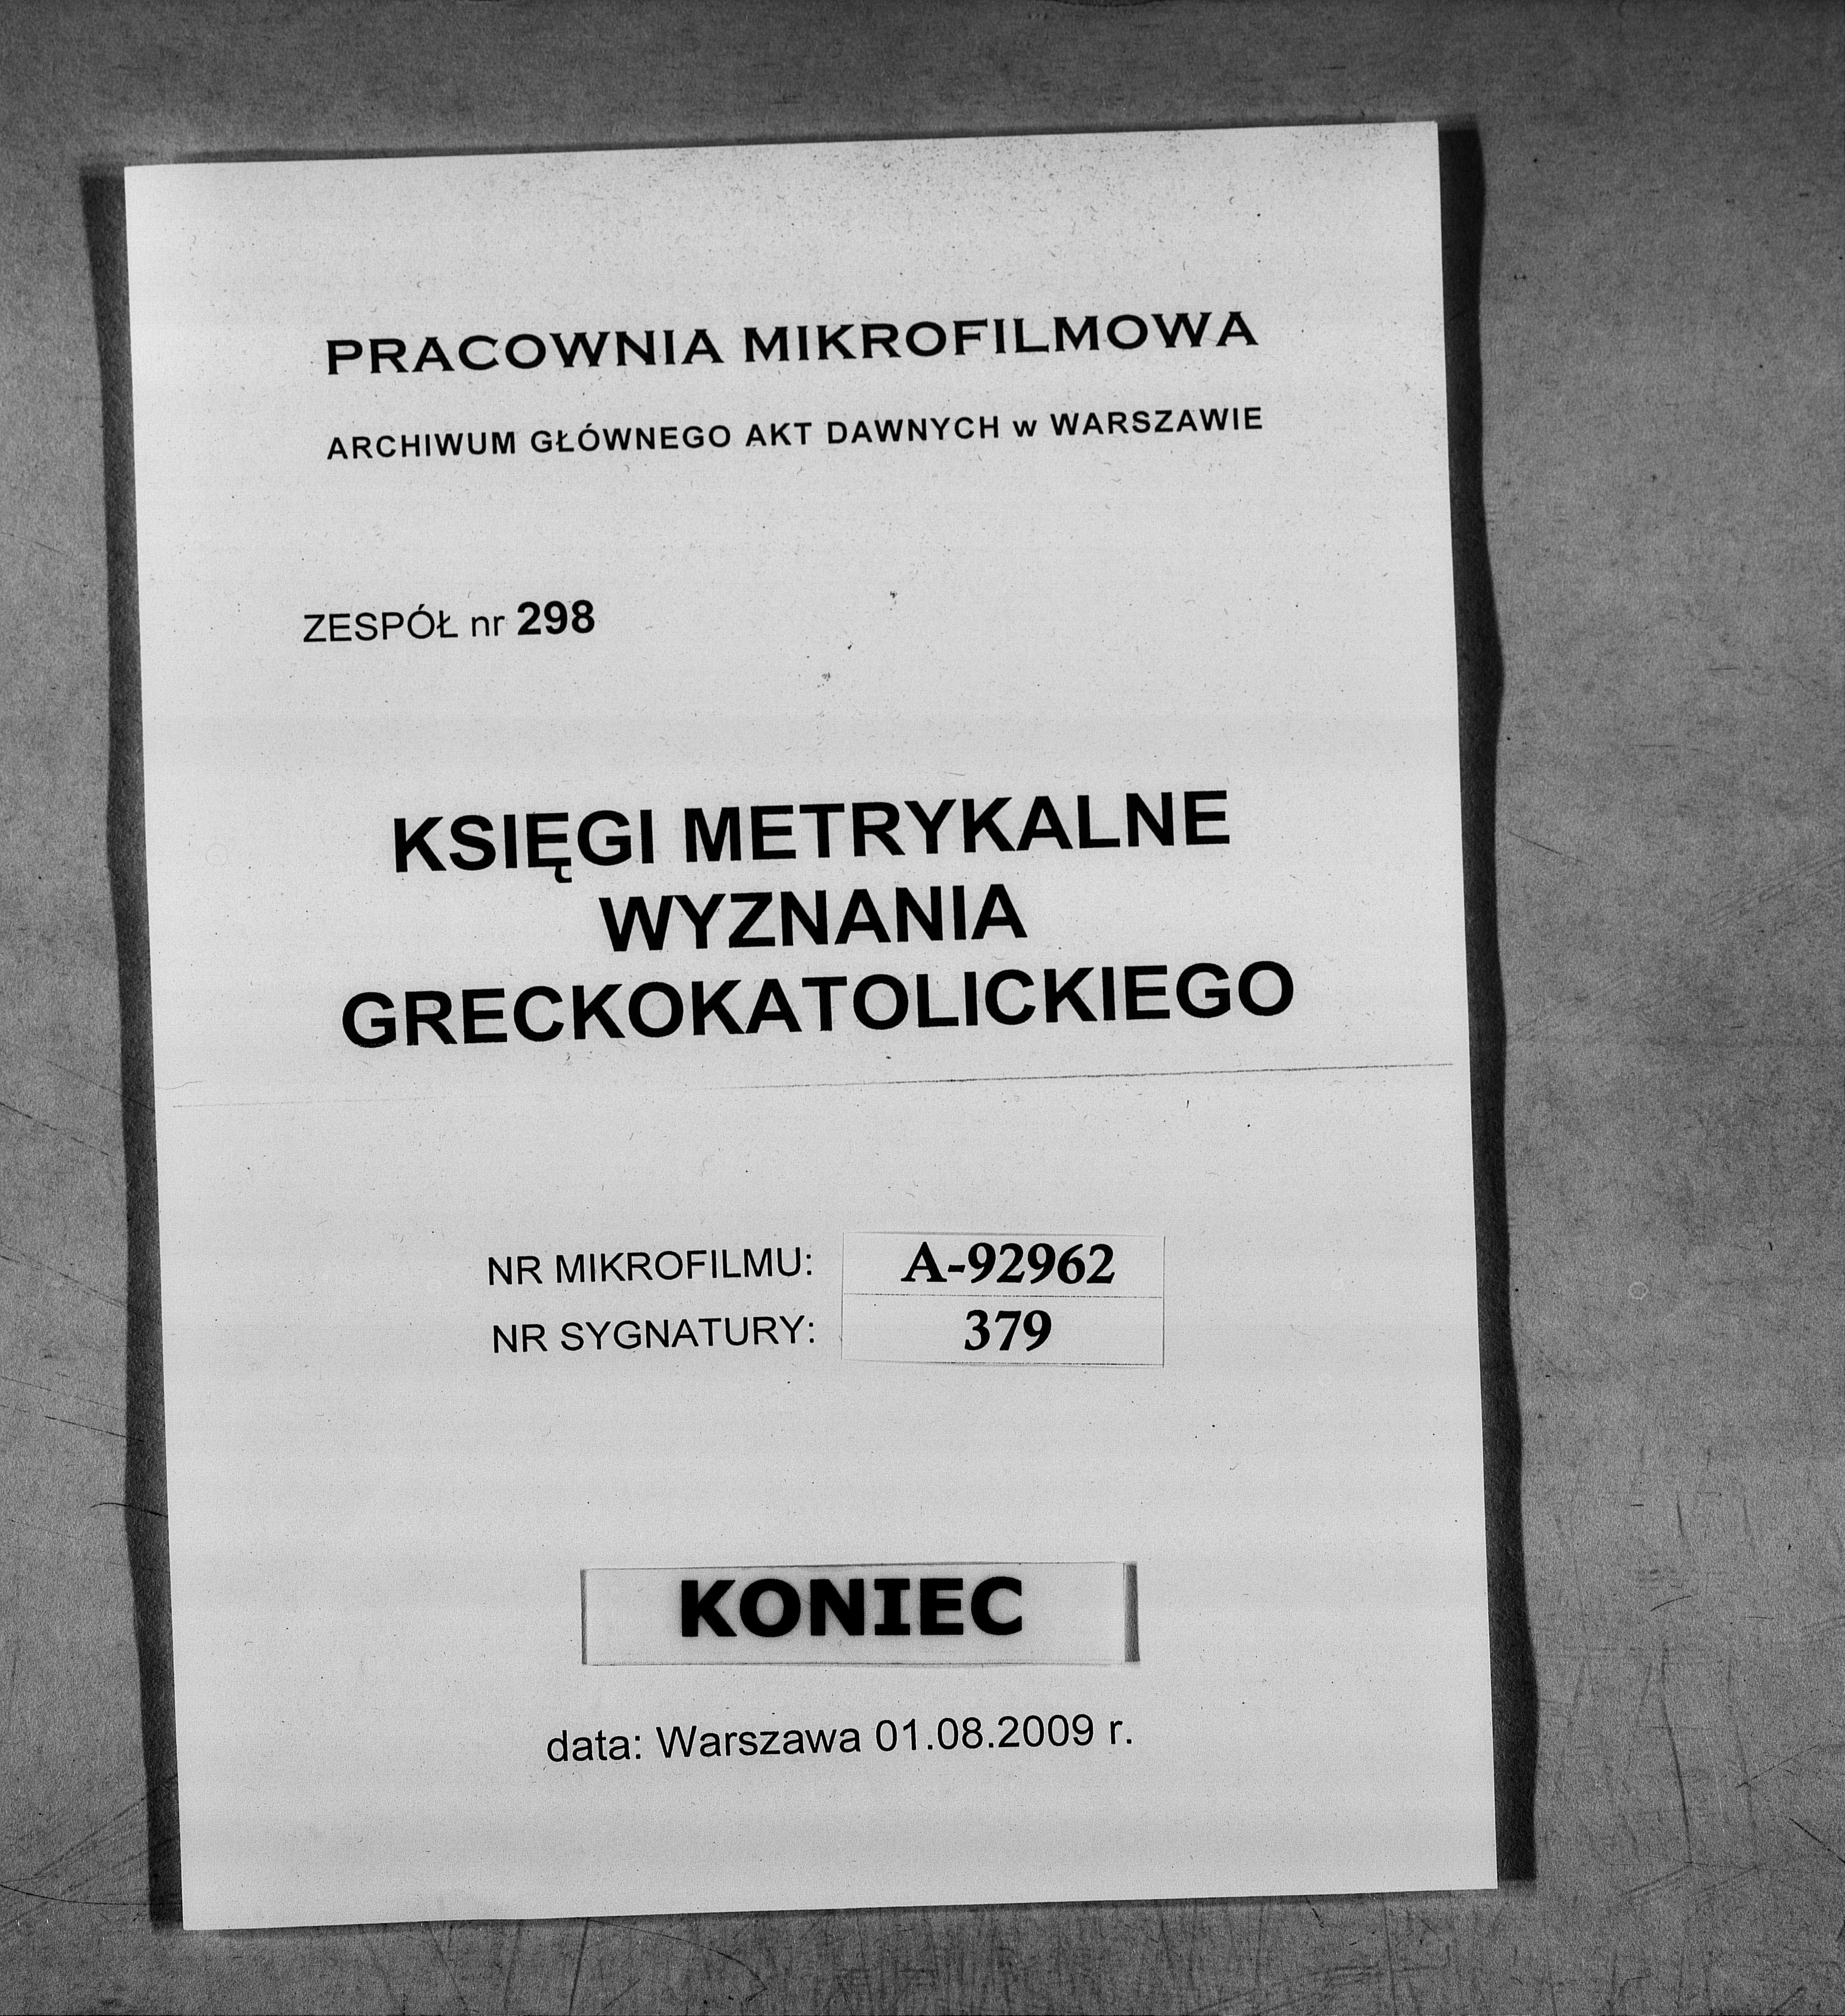 PRACOWNIA MIKROFILMOWA
ARCHIWUM GŁÓWNEGO AKT DAWNYCH w WARSZAWIE
ZESPÓŁ nr 298
KSIĘGI METRYKALNE
WYZNANIA
GRECKOKATOLICKIEGO
NR MIKROFILMU: A-92962
NR SYGNATURY: 379
KONIEC
data: Warszawa 01.08.2009 r.